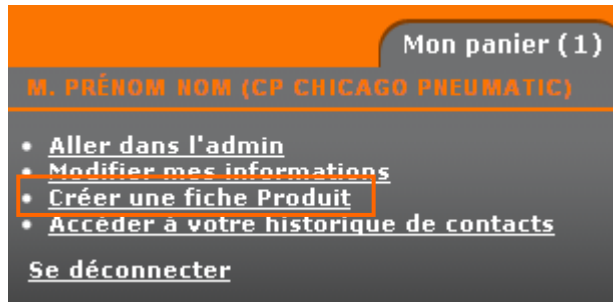 Mon panier (1)
M. PRÉNOM NOM (CP CHICAGO PNEUMATIC)
• Aller dans l'admin
• Modifier mes informations
• Créer une fiche Produit
• Accéder à votre historique de contacts
Se déconnecter